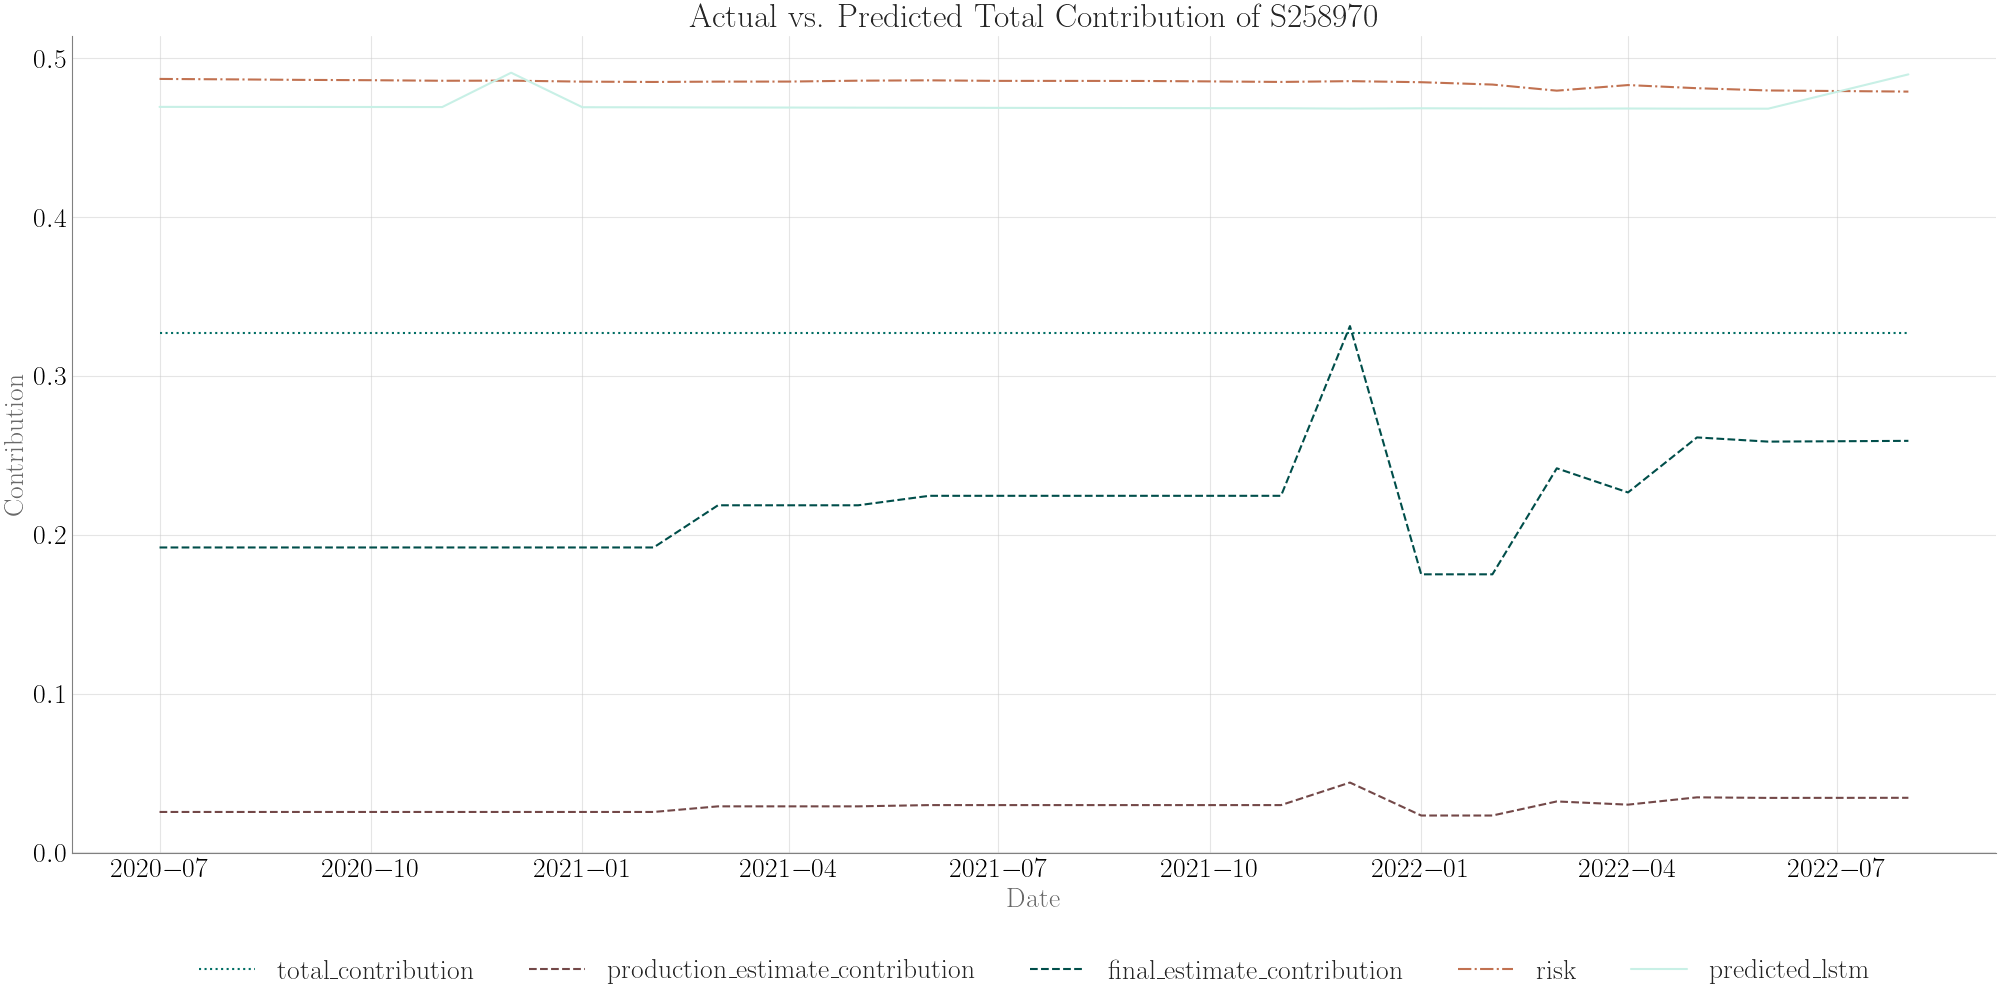 Actual vs. Predicted Total Contribution of S258970
0.5
0.4
0.3
0.2
0.1
0.0
Contribution
2020−07 2020−10 2021−01 2021−04 2021−07 2021−10 2022−01 2022−04 2022−07
Date
total_contribution production_estimate_contribution final_estimate_contribution risk predicted_lstm